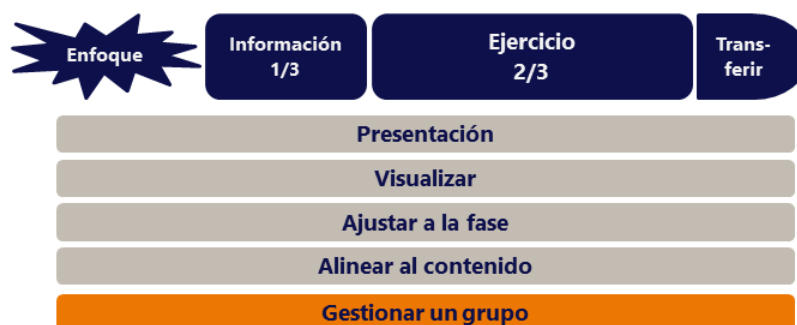 Enfoque
Información
1/3
Ejercicio
2/3
Trans-
ferir
Presentación
Visualizar
Ajustar a la fase
Alinear al contenido
Gestionar un grupo